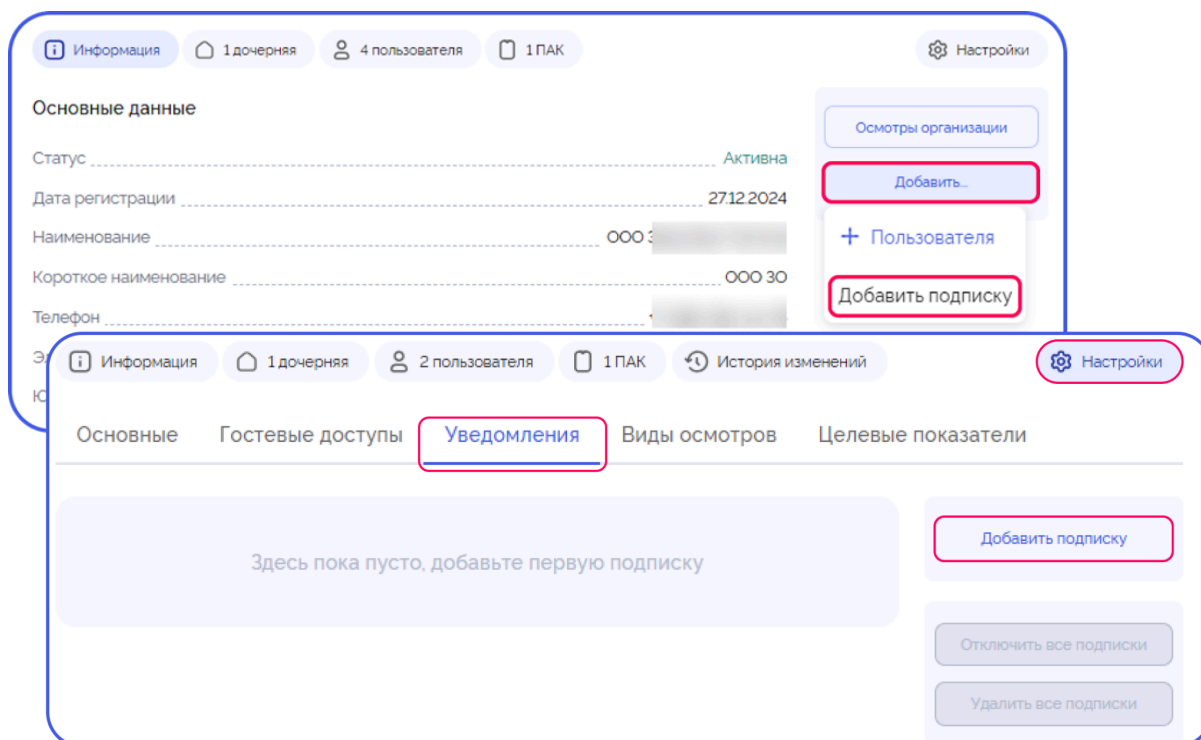 Информация 1 дочерняя 4 пользователя 1 ПАК Настройки
Основные данные
Осмотры организации
Статус Активна
Добавить...
Дата регистрации 27.12.2024
Наименование ООО
+ Пользователя
Короткое наименование ООО ЗО
Добавить подписку
Телефон
Информация 1 дочерняя 2 пользователя 1 ПАК История изменений Настройки
Основные Гостевые доступы Уведомления Виды осмотров Целевые показатели
Добавить подписку
Здесь пока пусто, добавьте первую подписку
Отключить все подписки
Удалить все подписки